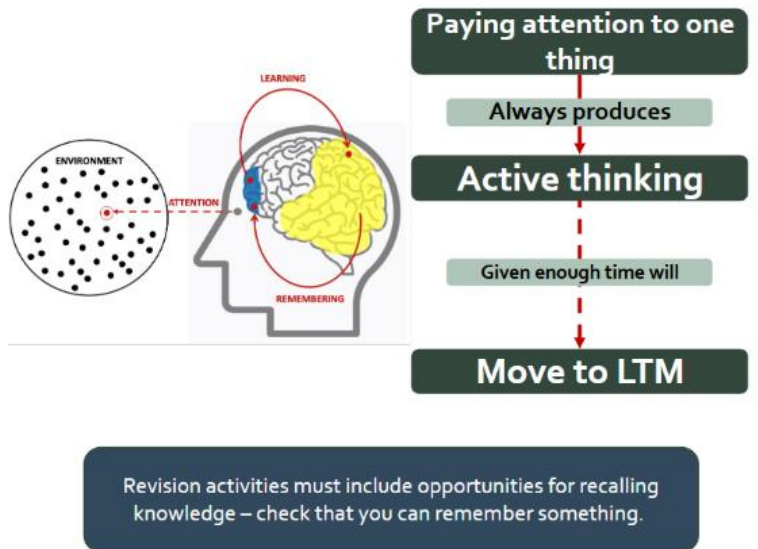 LEARNING
ENVIRONMENT
ATTENTION
REMEMBERING
Paying attention to one
thing
Always produces
Active thinking
Given enough time will
Move to LTM
Revision activities must include opportunities for recalling
knowledge – check that you can remember something.